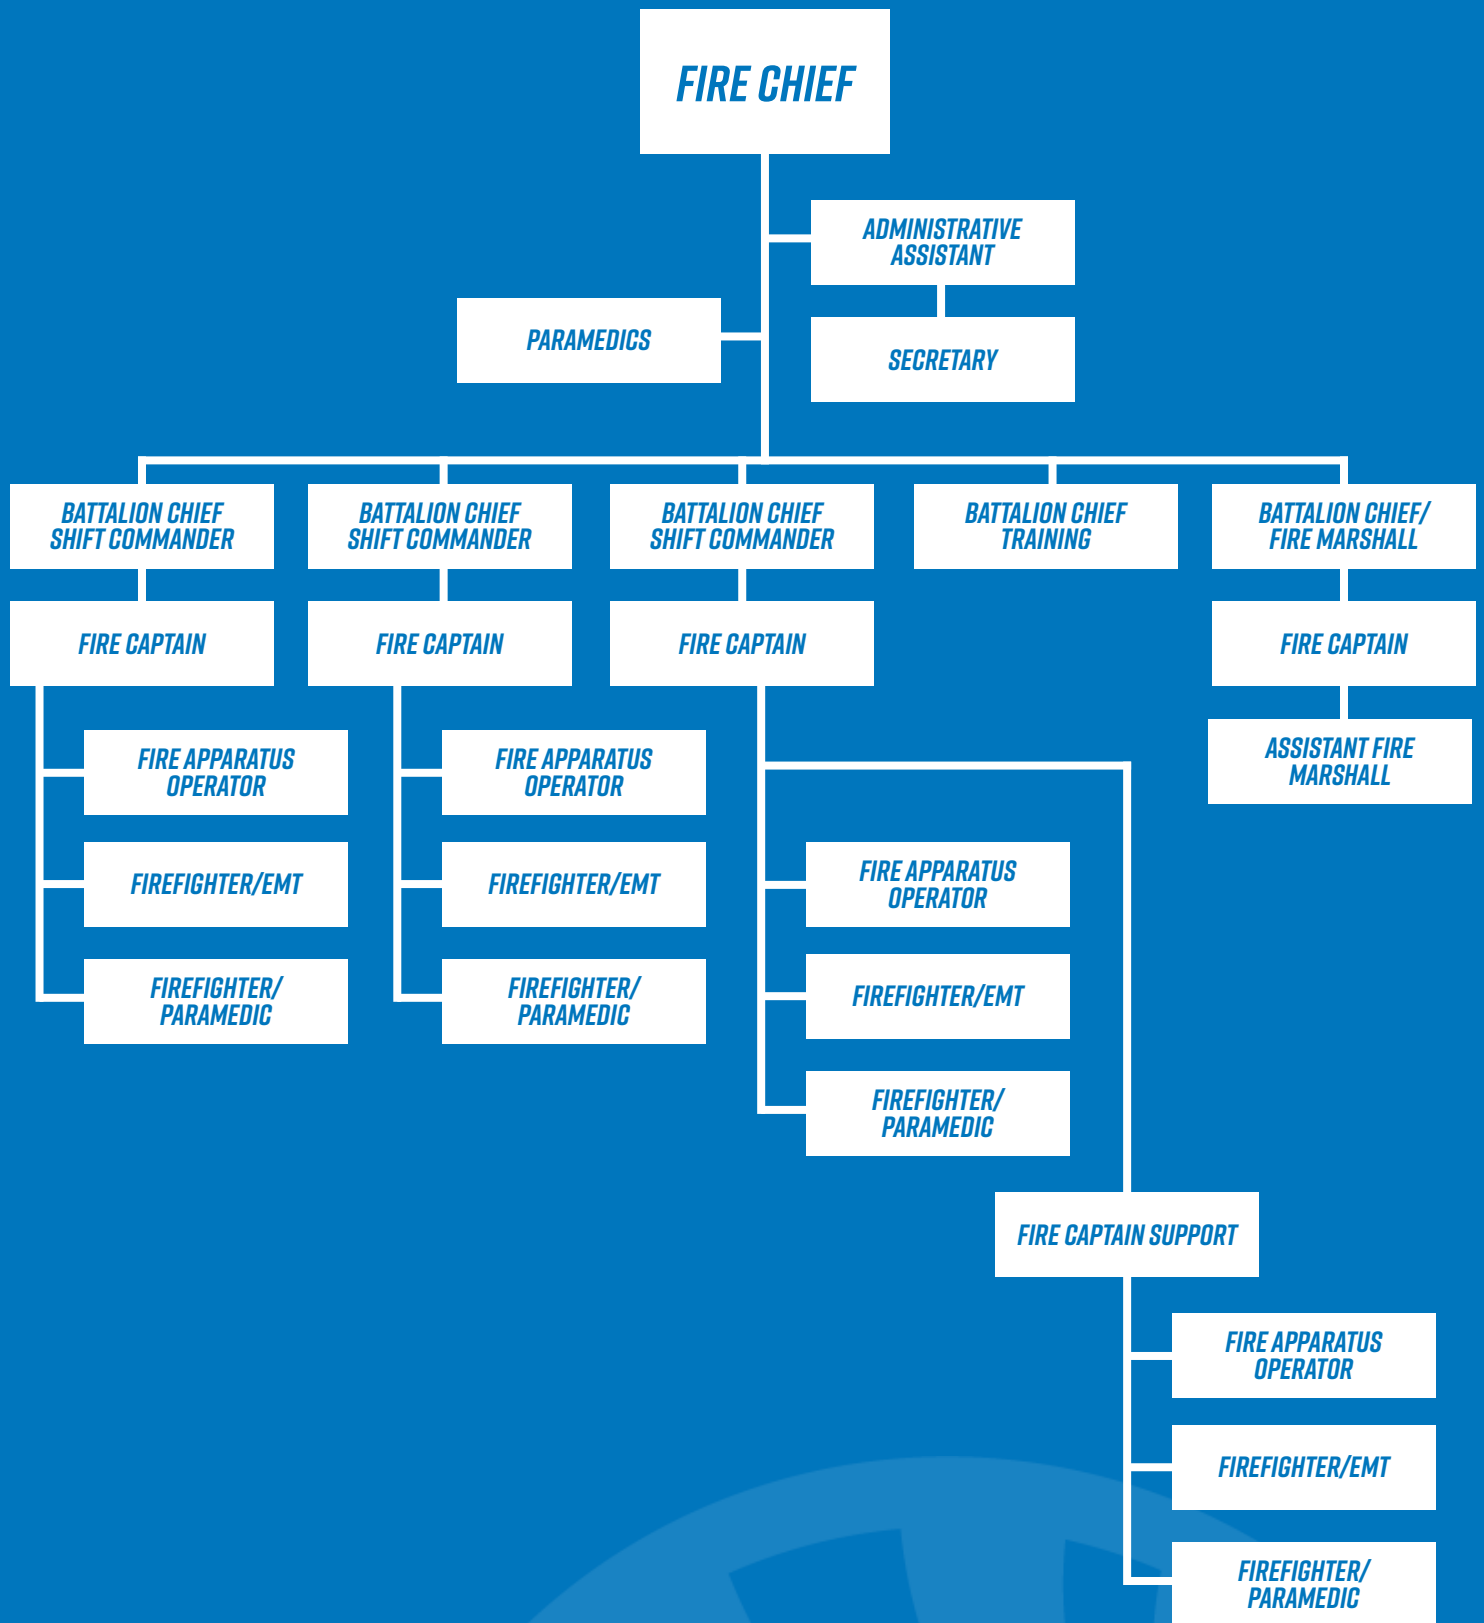 FIRE CHIEF
ADMINISTRATIVE
ASSISTANT
PARAMEDICS
SECRETARY
BATTALION CHIEF
SHIFT COMMANDER
BATTALION CHIEF
SHIFT COMMANDER
BATTALION CHIEF
SHIFT COMMANDER
BATTALION CHIEF
TRAINING
BATTALION CHIEF/
FIRE MARSHALL
FIRE CAPTAIN
FIRE CAPTAIN
FIRE CAPTAIN
FIRE CAPTAIN
FIRE APPARATUS
OPERATOR
FIRE APPARATUS
OPERATOR
ASSISTANT FIRE
MARSHALL
FIREFIGHTER/EMT
FIREFIGHTER/EMT
FIRE APPARATUS
OPERATOR
FIREFIGHTER/
PARAMEDIC
FIREFIGHTER/
PARAMEDIC
FIREFIGHTER/EMT
FIREFIGHTER/
PARAMEDIC
FIRE CAPTAIN SUPPORT
FIRE APPARATUS
OPERATOR
FIREFIGHTER/EMT
FIREFIGHTER/
PARAMEDIC